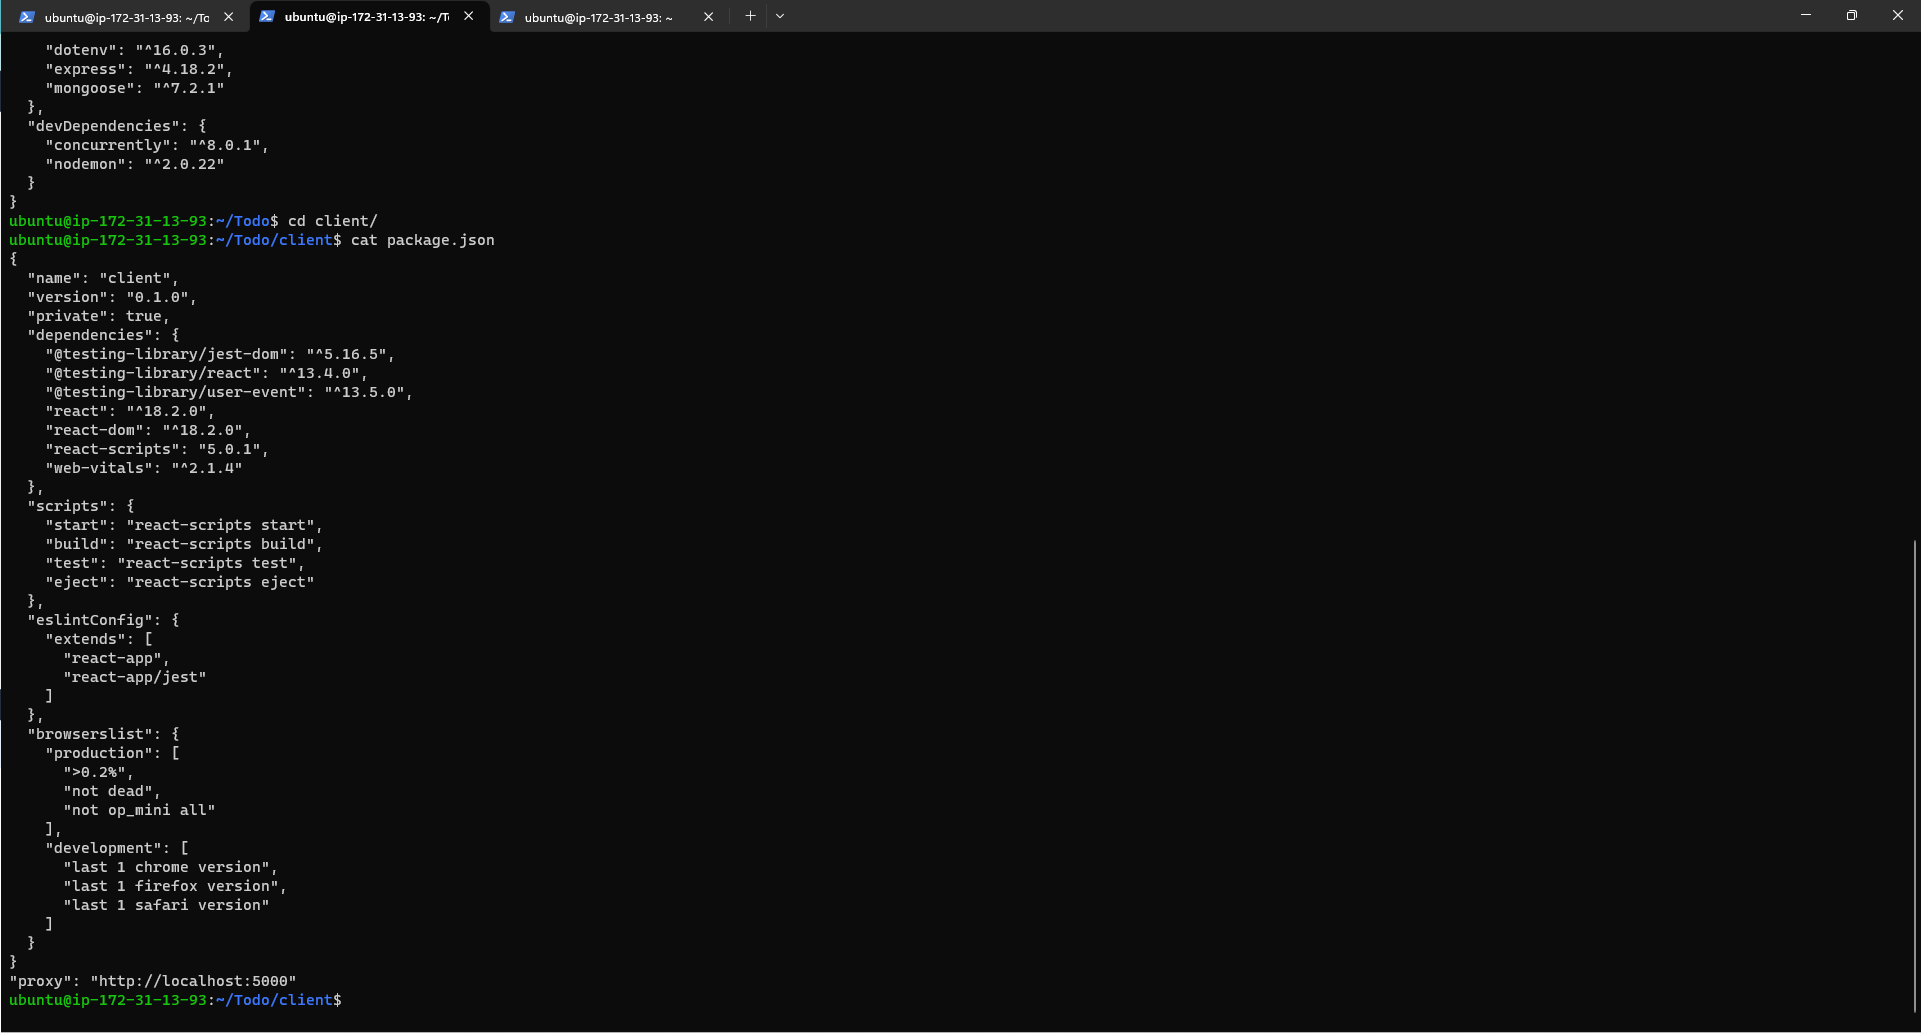 ubuntu@ip-172-31-13-93: ~/To
ubuntu@ip-172-31-13-93: ~/T
ubuntu@ip-172-31-13-93: ~
    "dotenv": "^16.0.3",
    "express": "^4.18.2",
    "mongoose": "^7.2.1"
  },
  "devDependencies": {
    "concurrently": "^8.0.1",
    "nodemon": "^2.0.22"
  }
}
ubuntu@ip-172-31-13-93:~/Todo$ cd client/
ubuntu@ip-172-31-13-93:~/Todo/client$ cat package.json
{
  "name": "client",
  "version": "0.1.0",
  "private": true,
  "dependencies": {
    "@testing-library/jest-dom": "^5.16.5",
    "@testing-library/react": "^13.4.0",
    "@testing-library/user-event": "^13.5.0",
    "react": "^18.2.0",
    "react-dom": "^18.2.0",
    "react-scripts": "5.0.1",
    "web-vitals": "^2.1.4"
  },
  "scripts": {
    "start": "react-scripts start",
    "build": "react-scripts build",
    "test": "react-scripts test",
    "eject": "react-scripts eject"
  },
  "eslintConfig": {
    "extends": [
      "react-app",
      "react-app/jest"
    ]
  },
  "browserslist": {
    "production": [
      ">0.2%",
      "not dead",
      "not op_mini all"
    ],
    "development": [
      "last 1 chrome version",
      "last 1 firefox version",
      "last 1 safari version"
    ]
  }
}
"proxy": "http://localhost:5000"
ubuntu@ip-172-31-13-93:~/Todo/client$